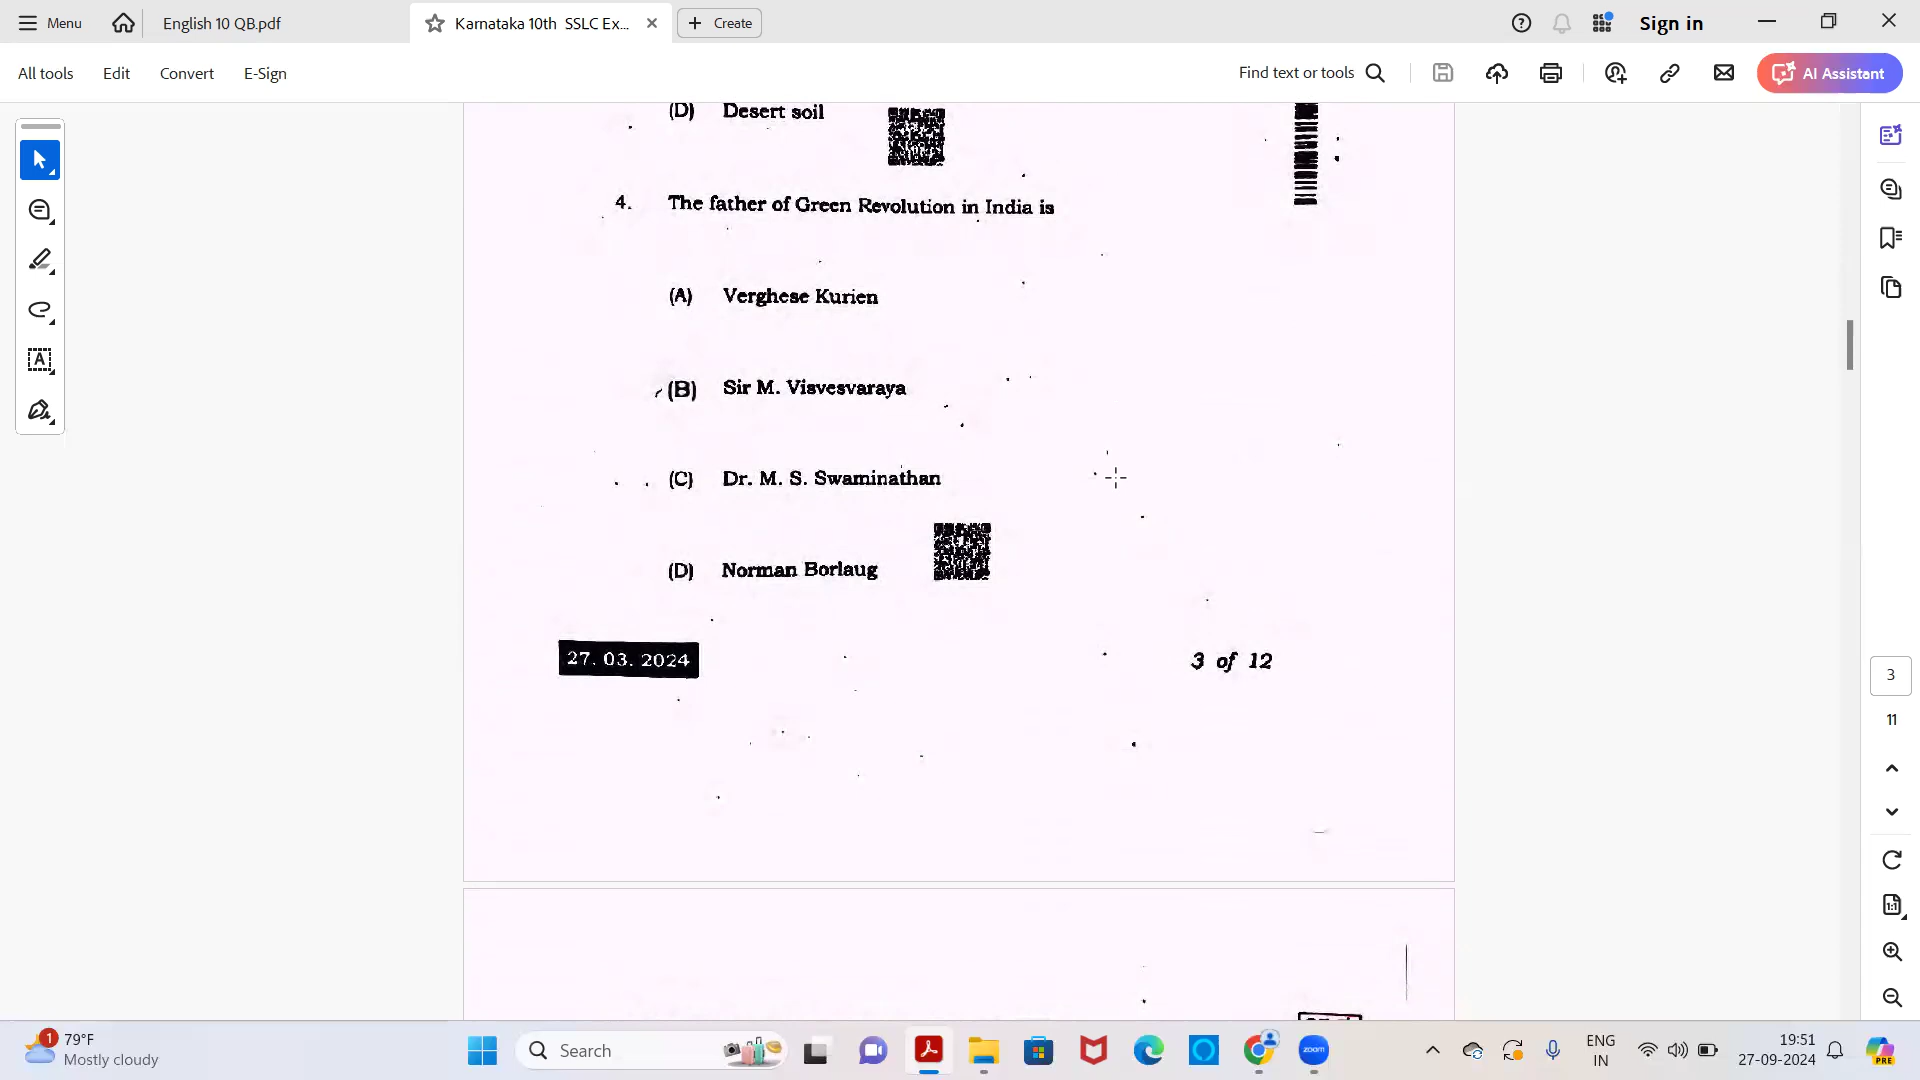 Menu
English 10 QB.pdf
Karnataka 10th SSLC Ex...
Create
Sign in
All tools
Edit
Convert
E-Sign
Find text or tools
AI Assistant
(D) Desert soil
4. The father of Green Revolution in India is
(A) Verghese Kurien
(B) Sir M. Visvesvaraya
(C) Dr. M. S. Swaminathan
(D) Norman Borlaug
27. 03. 2024
3 of 12
3
11
1
79°F
Mostly cloudy
Search
zoom
ENG
IN
19:51
27-09-2024
PRE